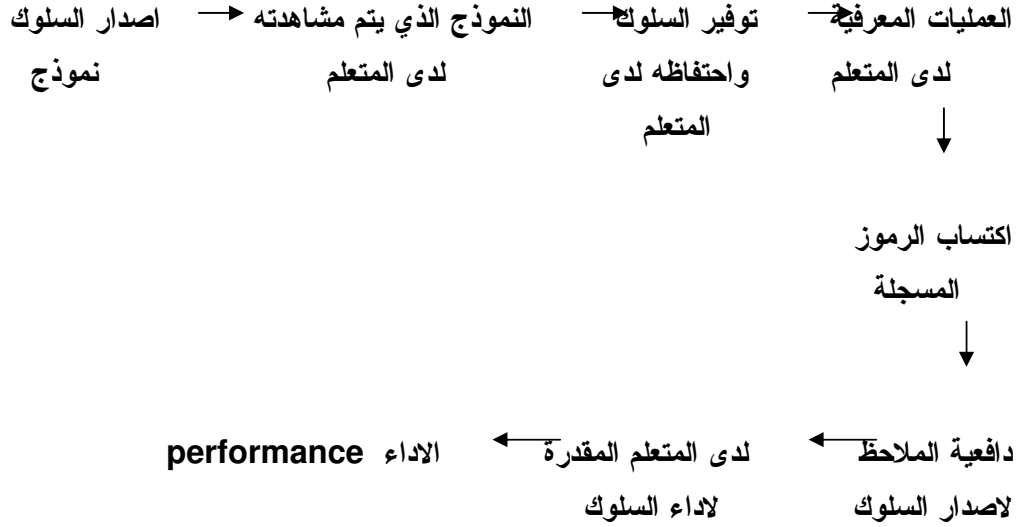 العمليات المعرفية توفير السلوك النموذج الذي يتم مشاهدته اصدار السلوك
لدى المتعلم واحتفاظه لدى لدى المتعلم نموذج
المتعلم
اكتساب الرموز
المسجلة
دافعية الملاحظ لدى المتعلم المقدرة الاداء performance
لاصدار السلوك لاداء السلوك